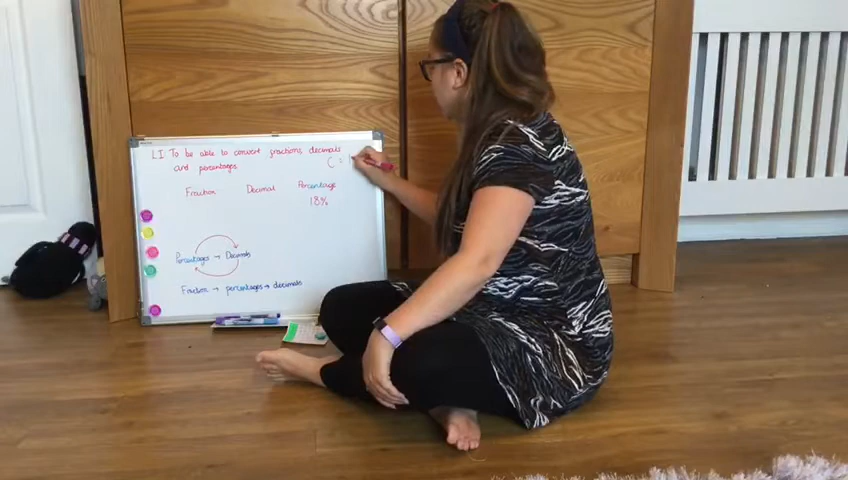 LI To be able to convert fractions decimals
and percentages
C = 1
Fraction Decimal Percentage
18%
Percentages → Decimals
Fraction → percentages → decimals